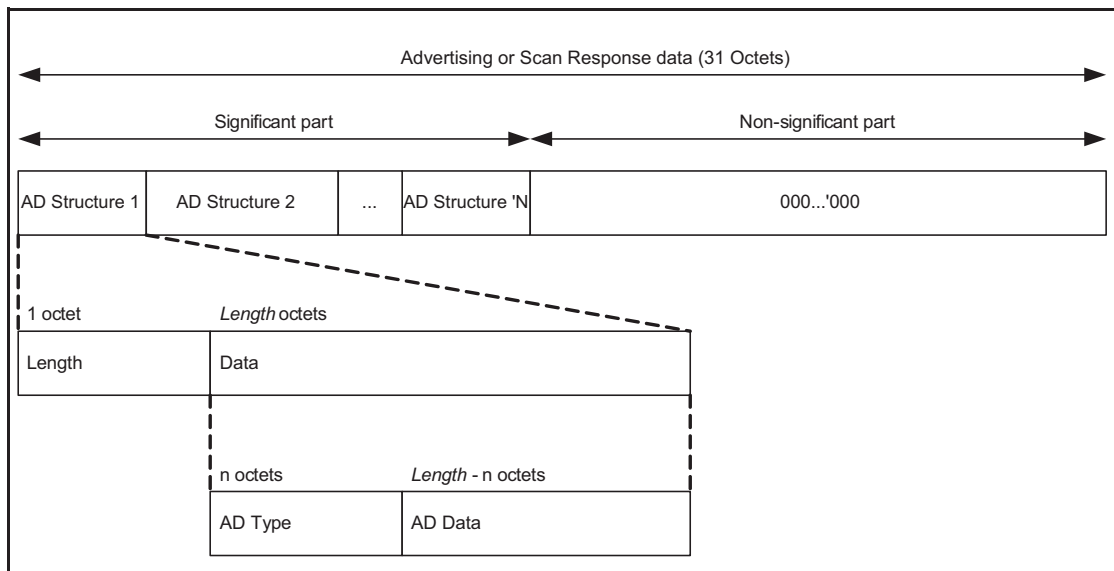 Advertising or Scan Response data (31 Octets)
Significant part
Non-significant part
AD Structure 1
AD Structure 2
...
AD Structure 'N
000...'000
1 octet
Length octets
Length
Data
n octets
Length - n octets
AD Type
AD Data